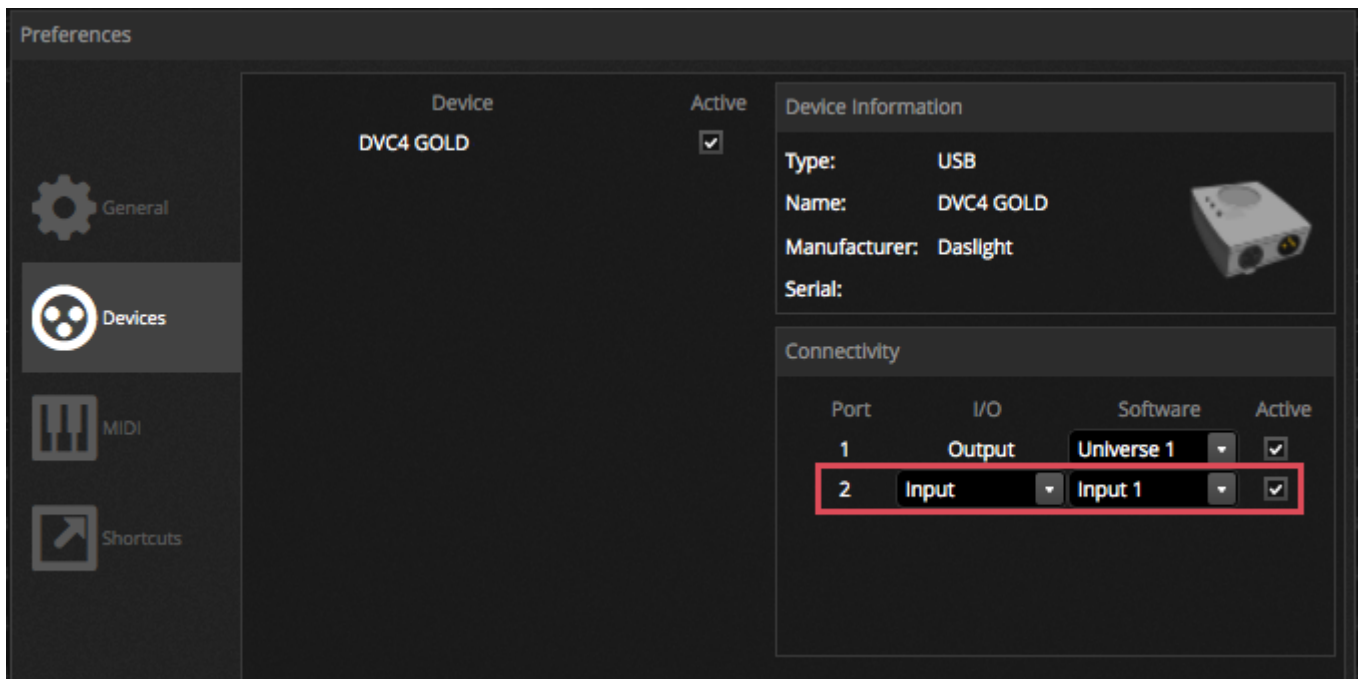 Preferences
General
Devices
MIDI
Shortcuts
Device Active
DVC4 GOLD
Device Information
Type: USB
Name: DVC4 GOLD
Manufacturer: Daslight
Serial:
Connectivity
Port I/O Software Active
1 Output Universe 1
2 Input Input 1